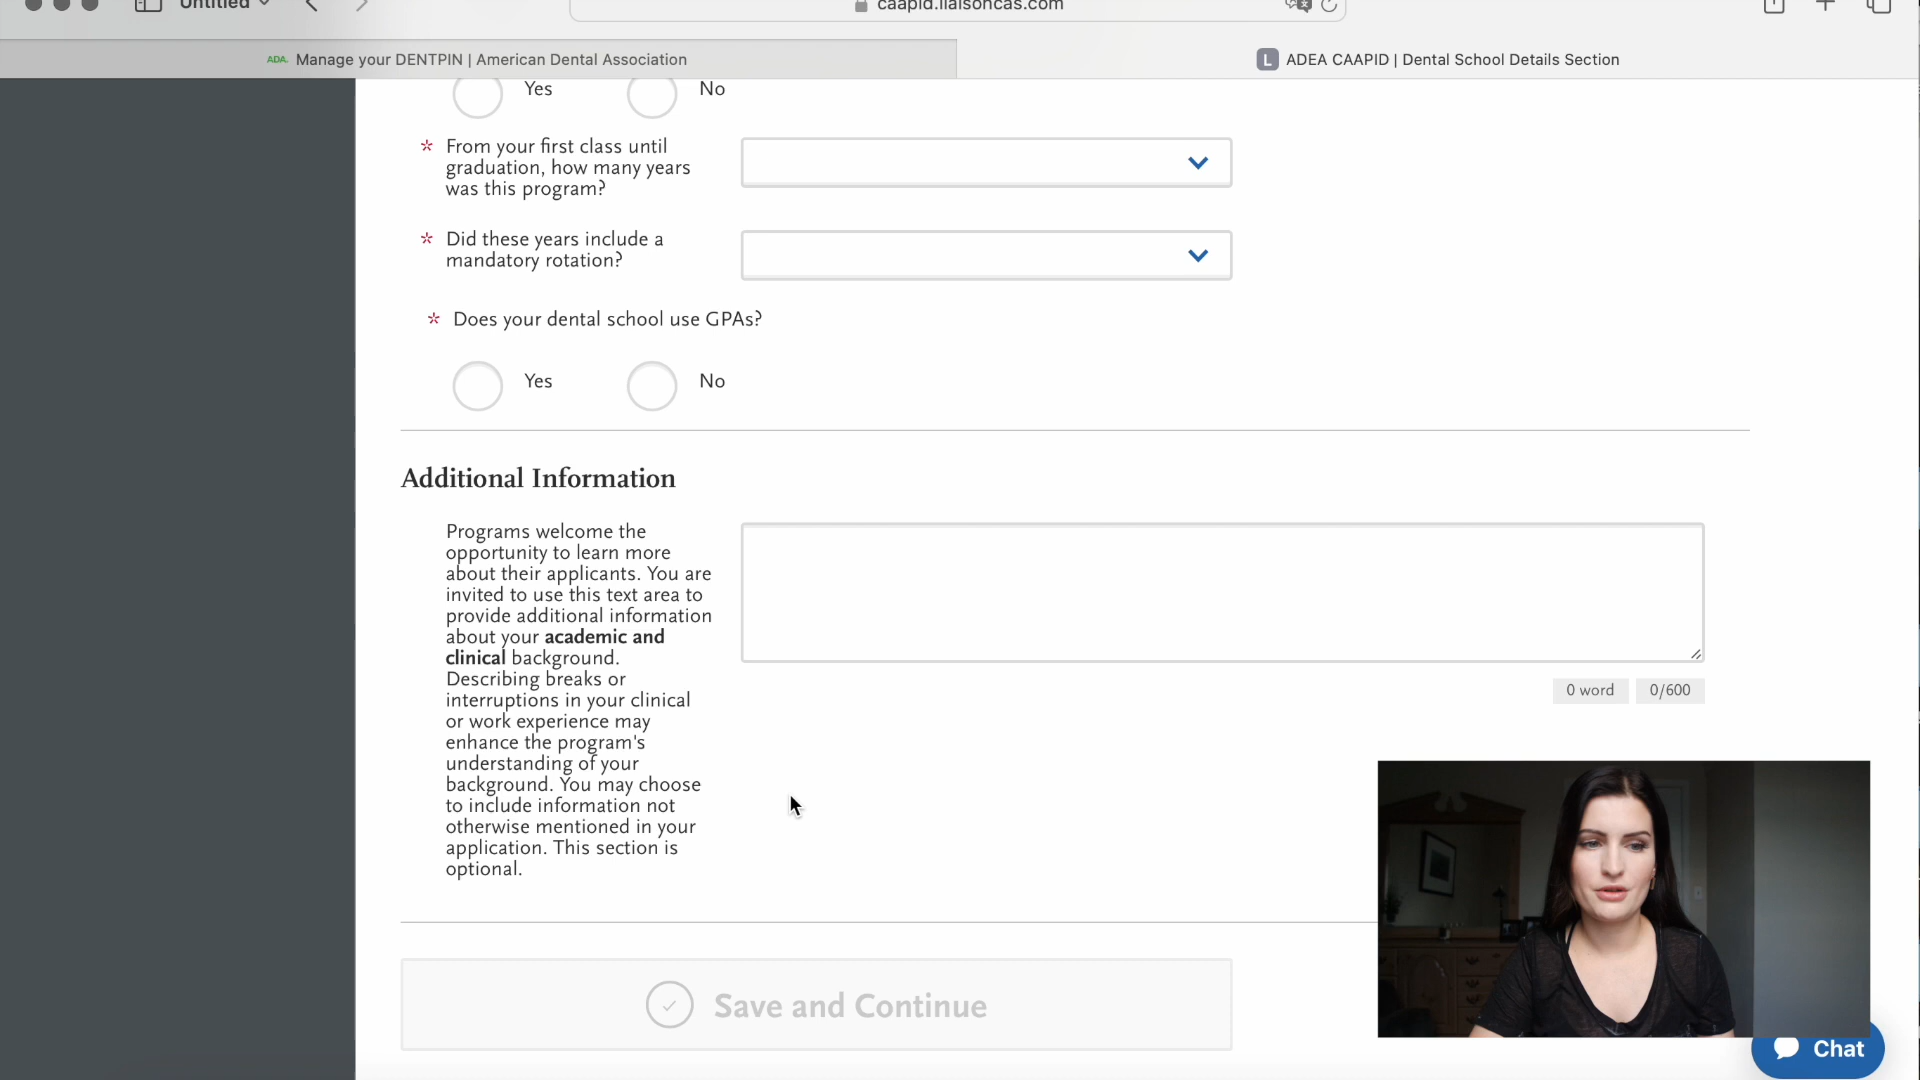 Untitled
caapid.liaisoncas.com
ADA. Manage your DENTPIN | American Dental Association
L ADEA CAAPID | Dental School Details Section
Yes No
* From your first class until
graduation, how many years
was this program?
* Did these years include a
mandatory rotation?
* Does your dental school use GPAs?
Yes No
Additional Information
Programs welcome the
opportunity to learn more
about their applicants. You are
invited to use this text area to
provide additional information
about your academic and
clinical background.
Describing breaks or
interruptions in your clinical
or work experience may
enhance the program's
understanding of your
background. You may choose
to include information not
otherwise mentioned in your
application. This section is
optional.
0 word 0/600
Save and Continue
Chat